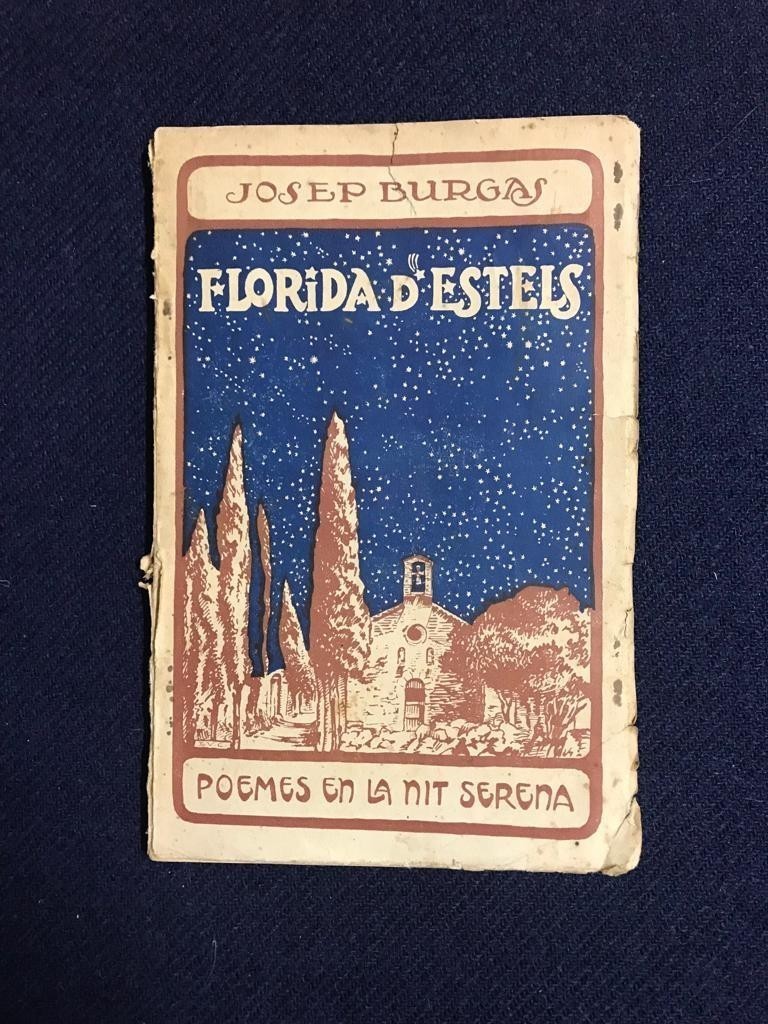 JOSEP BURGAS
FLORiDA D'ESTELS
S.V.C.
POEMES EN LA NIT SERENA